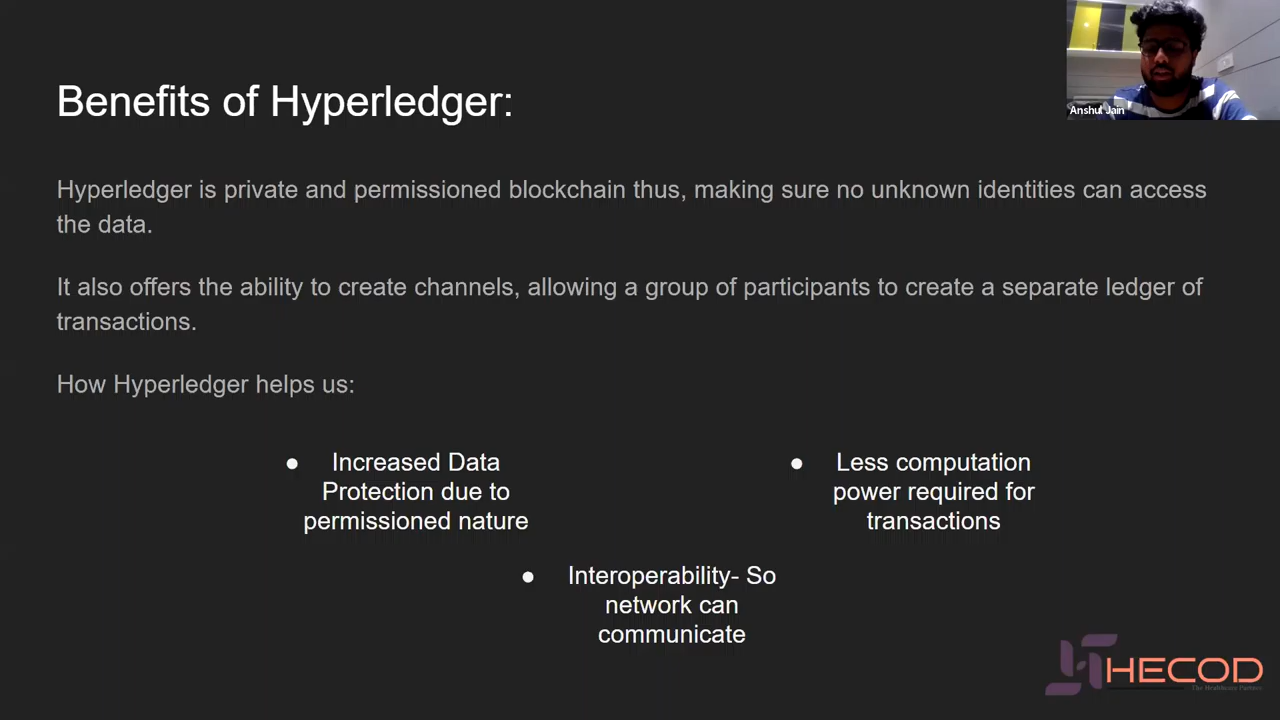 Anshul Jain
Benefits of Hyperledger:
Hyperledger is private and permissioned blockchain thus, making sure no unknown identities can access
the data.
It also offers the ability to create channels, allowing a group of participants to create a separate ledger of
transactions.
How Hyperledger helps us:
● Increased Data
Protection due to
permissioned nature
● Less computation
power required for
transactions
● Interoperability- So
network can
communicate
HECOD
The Healthcare Partners